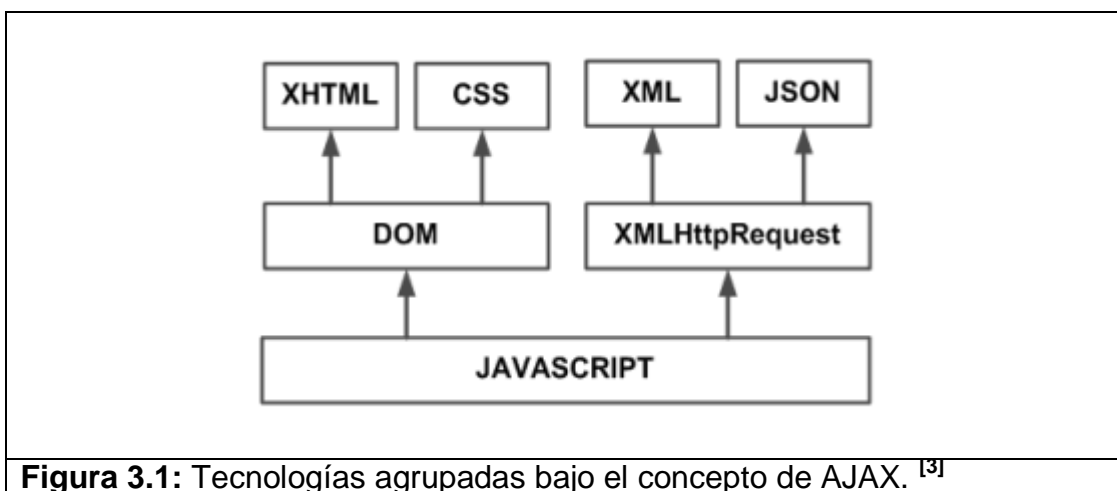 XHTML CSS XML JSON
DOM XMLHttpRequest
JAVASCRIPT
Figura 3.1: Tecnologías agrupadas bajo el concepto de AJAX. [3]